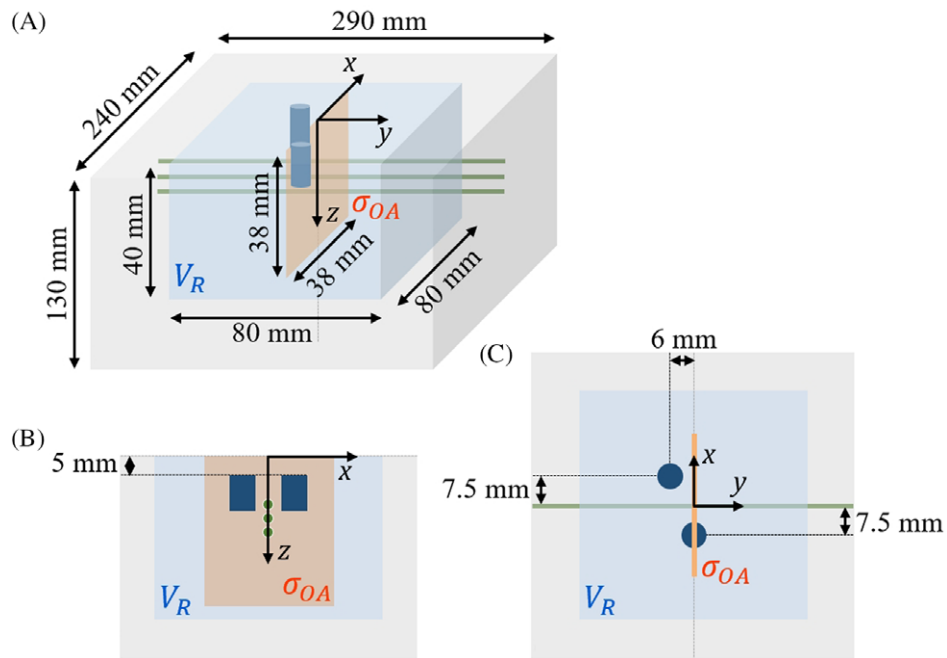 (A)
290 mm
240 mm
x
y
z
σOA
38 mm
38 mm
40 mm
130 mm
VR
80 mm
80 mm
(B)
5 mm
x
z
σOA
VR
(C)
6 mm
x
y
7.5 mm
7.5 mm
σOA
VR